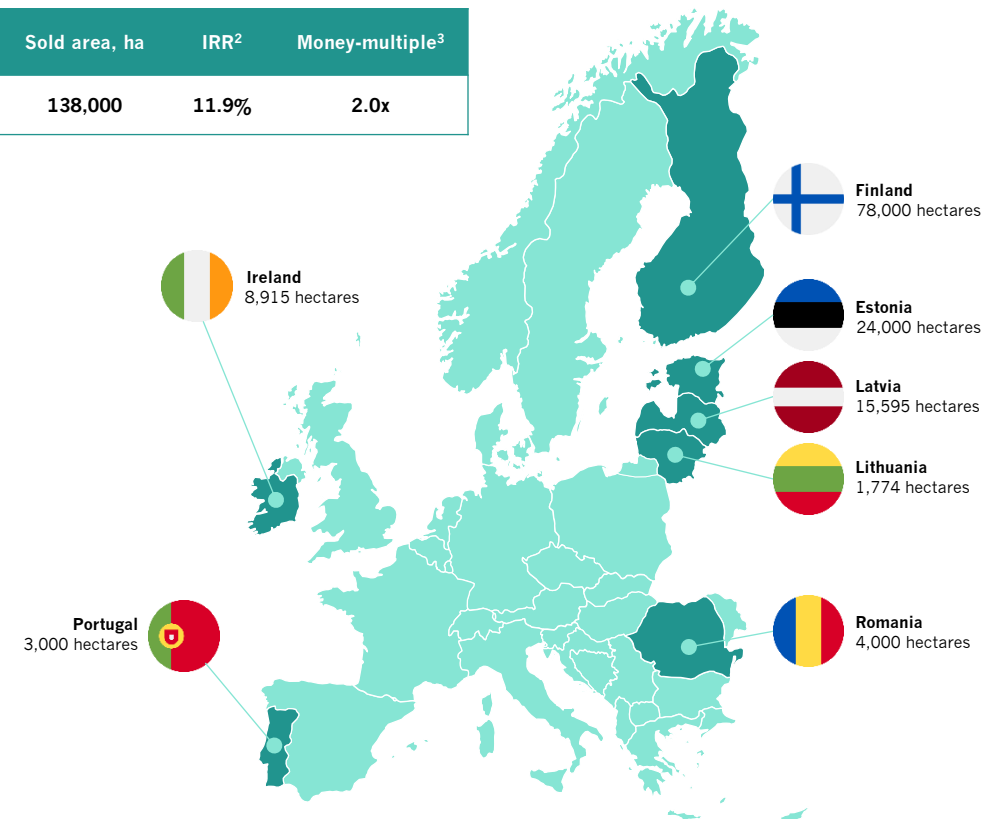 Sold area, ha IRR2 Money-multiple3
138,000 11.9% 2.0x
Finland
78,000 hectares
Ireland
8,915 hectares
Estonia
24,000 hectares
Latvia
15,595 hectares
Lithuania
1,774 hectares
Portugal
3,000 hectares
Romania
4,000 hectares